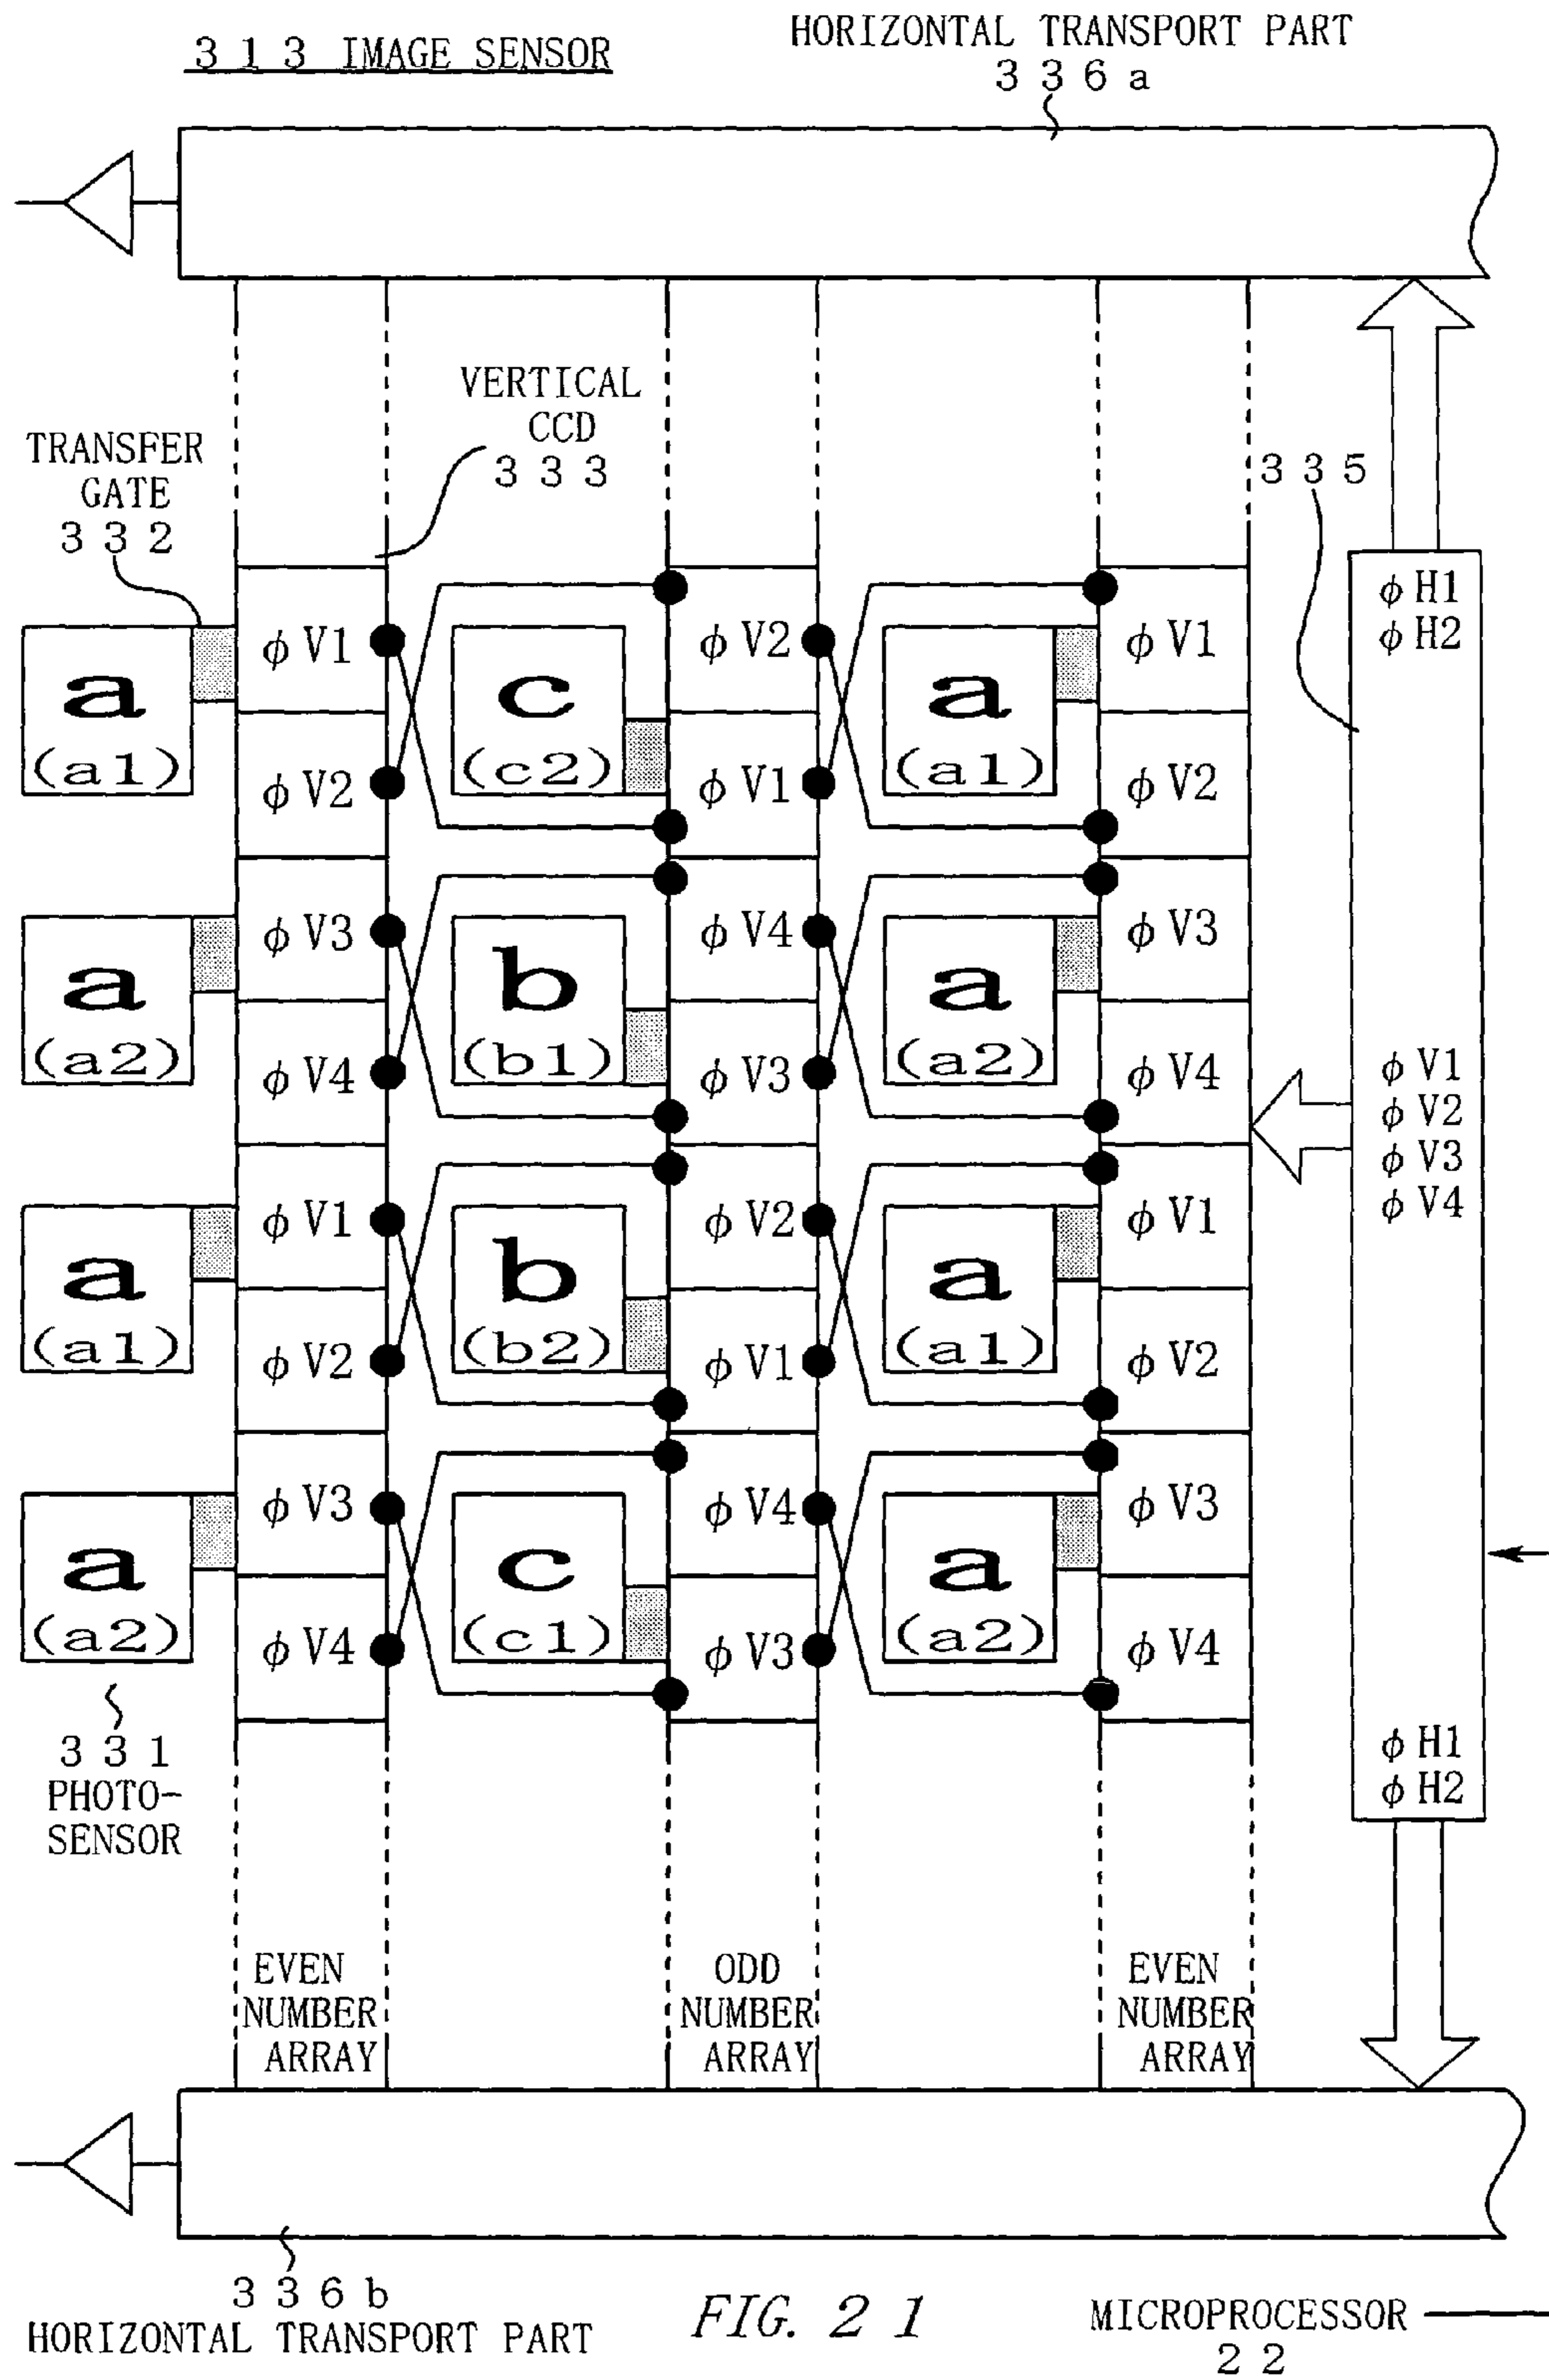 313 IMAGE SENSOR
HORIZONTAL TRANSPORT PART
336a
VERTICAL
CCD
333
TRANSFER
GATE
332
335
φH1
φH2
φV1
φV2
a
(a1)
c
(c2)
φV2
φV1
a
(a1)
φV1
φV2
φV3
φV4
a
(a2)
b
(b1)
φV4
φV3
a
(a2)
φV3
φV4
φV1
φV2
φV3
φV4
φV1
φV2
a
(a1)
b
(b2)
φV2
φV1
a
(a1)
φV1
φV2
φV3
φV4
a
(a2)
c
(c1)
φV4
φV3
a
(a2)
φV3
φV4
331
PHOTO-
SENSOR
φH1
φH2
EVEN
NUMBER
ARRAY
ODD
NUMBER
ARRAY
EVEN
NUMBER
ARRAY
336b
HORIZONTAL TRANSPORT PART
FIG. 21
MICROPROCESSOR
22